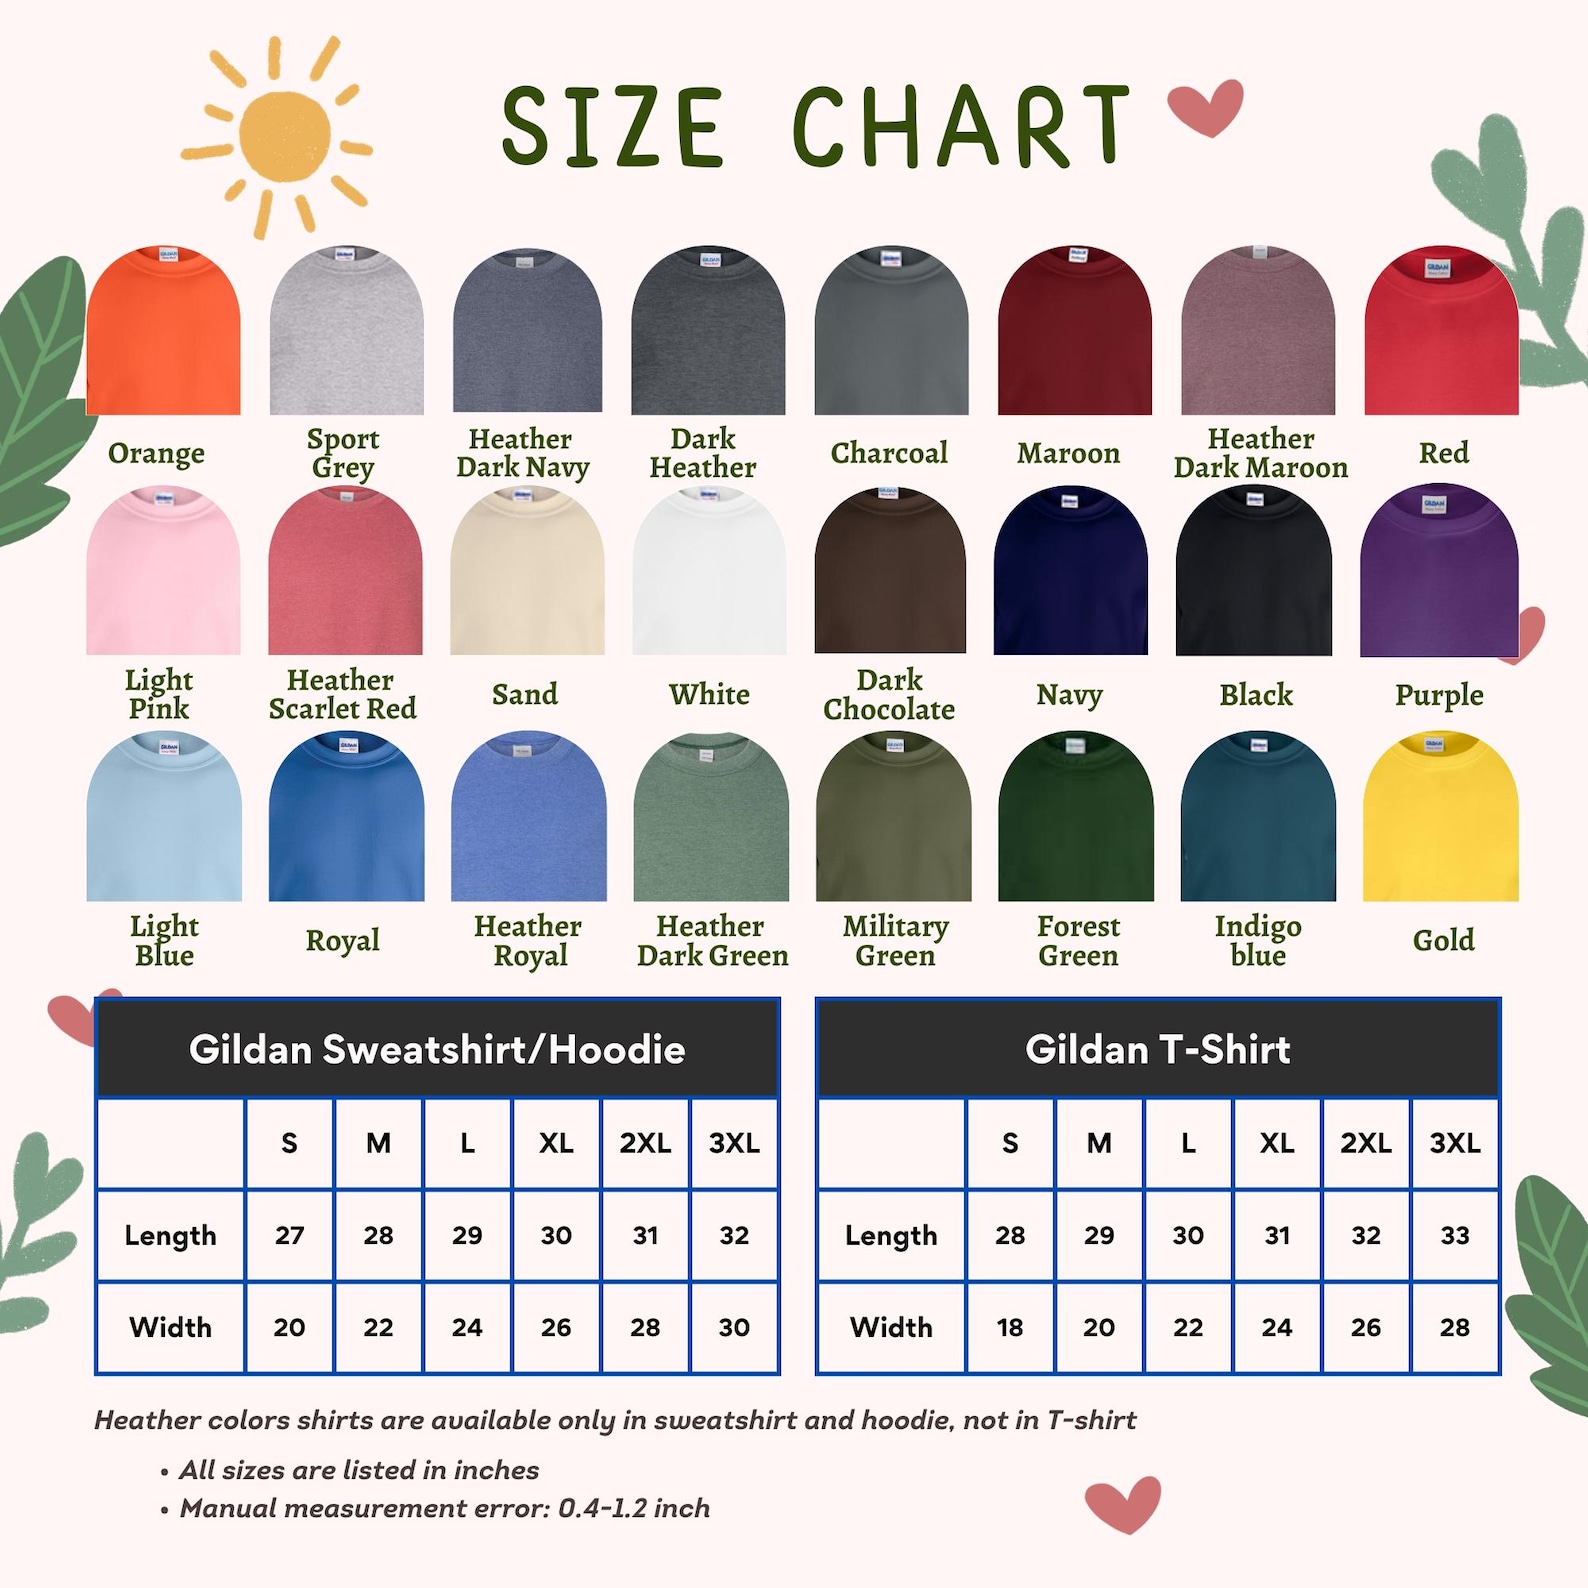 SIZE CHART
Orange
Sport
Grey
Heather
Dark Navy
Dark
Heather
Charcoal
Maroon
Heather
Dark Maroon
Red
Light
Pink
Heather
Scarlet Red
Sand
White
Dark
Chocolate
Navy
Black
Purple
Light
Blue
Royal
Heather
Royal
Heather
Dark Green
Military
Green
Forest
Green
Indigo
blue
Gold
Gildan Sweatshirt/Hoodie
S M L XL 2XL 3XL
Length 27 28 29 30 31 32
Width 20 22 24 26 28 30
Gildan T-Shirt
S M L XL 2XL 3XL
Length 28 29 30 31 32 33
Width 18 20 22 24 26 28
Heather colors shirts are available only in sweatshirt and hoodie, not in T-shirt
• All sizes are listed in inches
• Manual measurement error: 0.4-1.2 inch